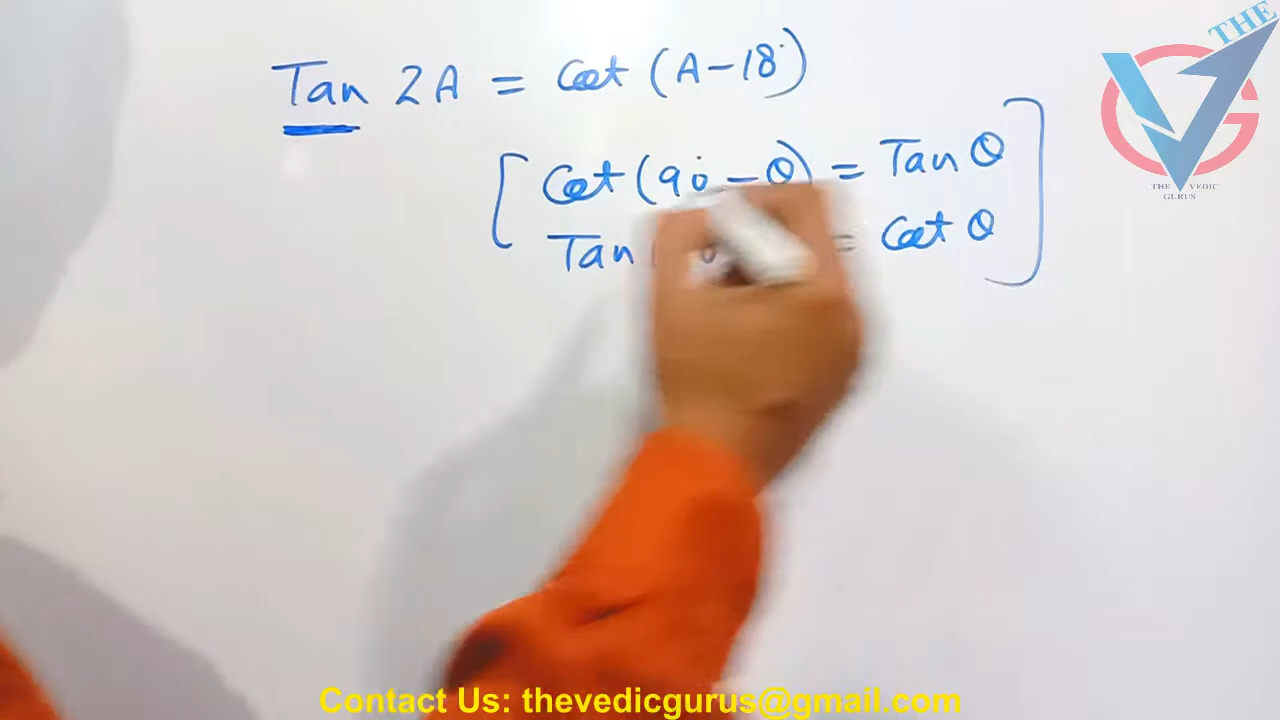 Tan 2A = Cot (A-18°)
[ Cot (90° - θ) = Tan θ
Tan = Cot θ ]
THE
THE VEDIC
GURUS
Contact Us: thevedicgurus@gmail.com